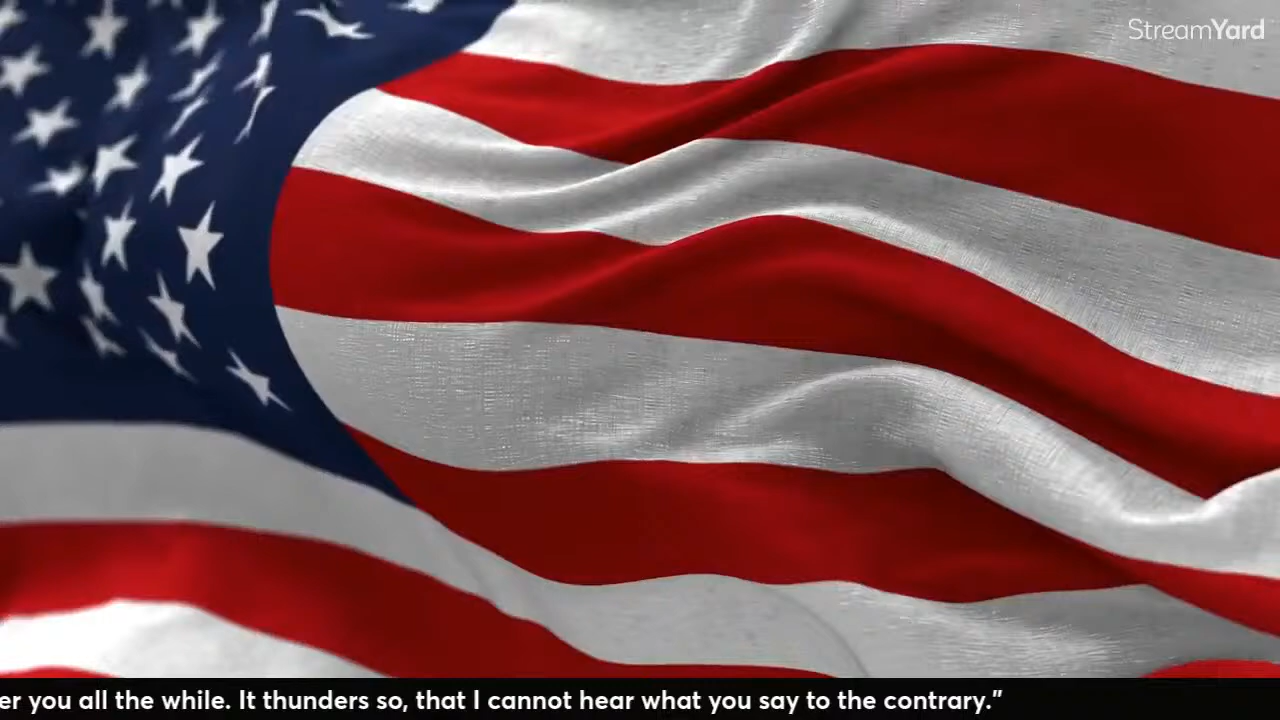 StreamYard
er you all the while. It thunders so, that I cannot hear what you say to the contrary.”